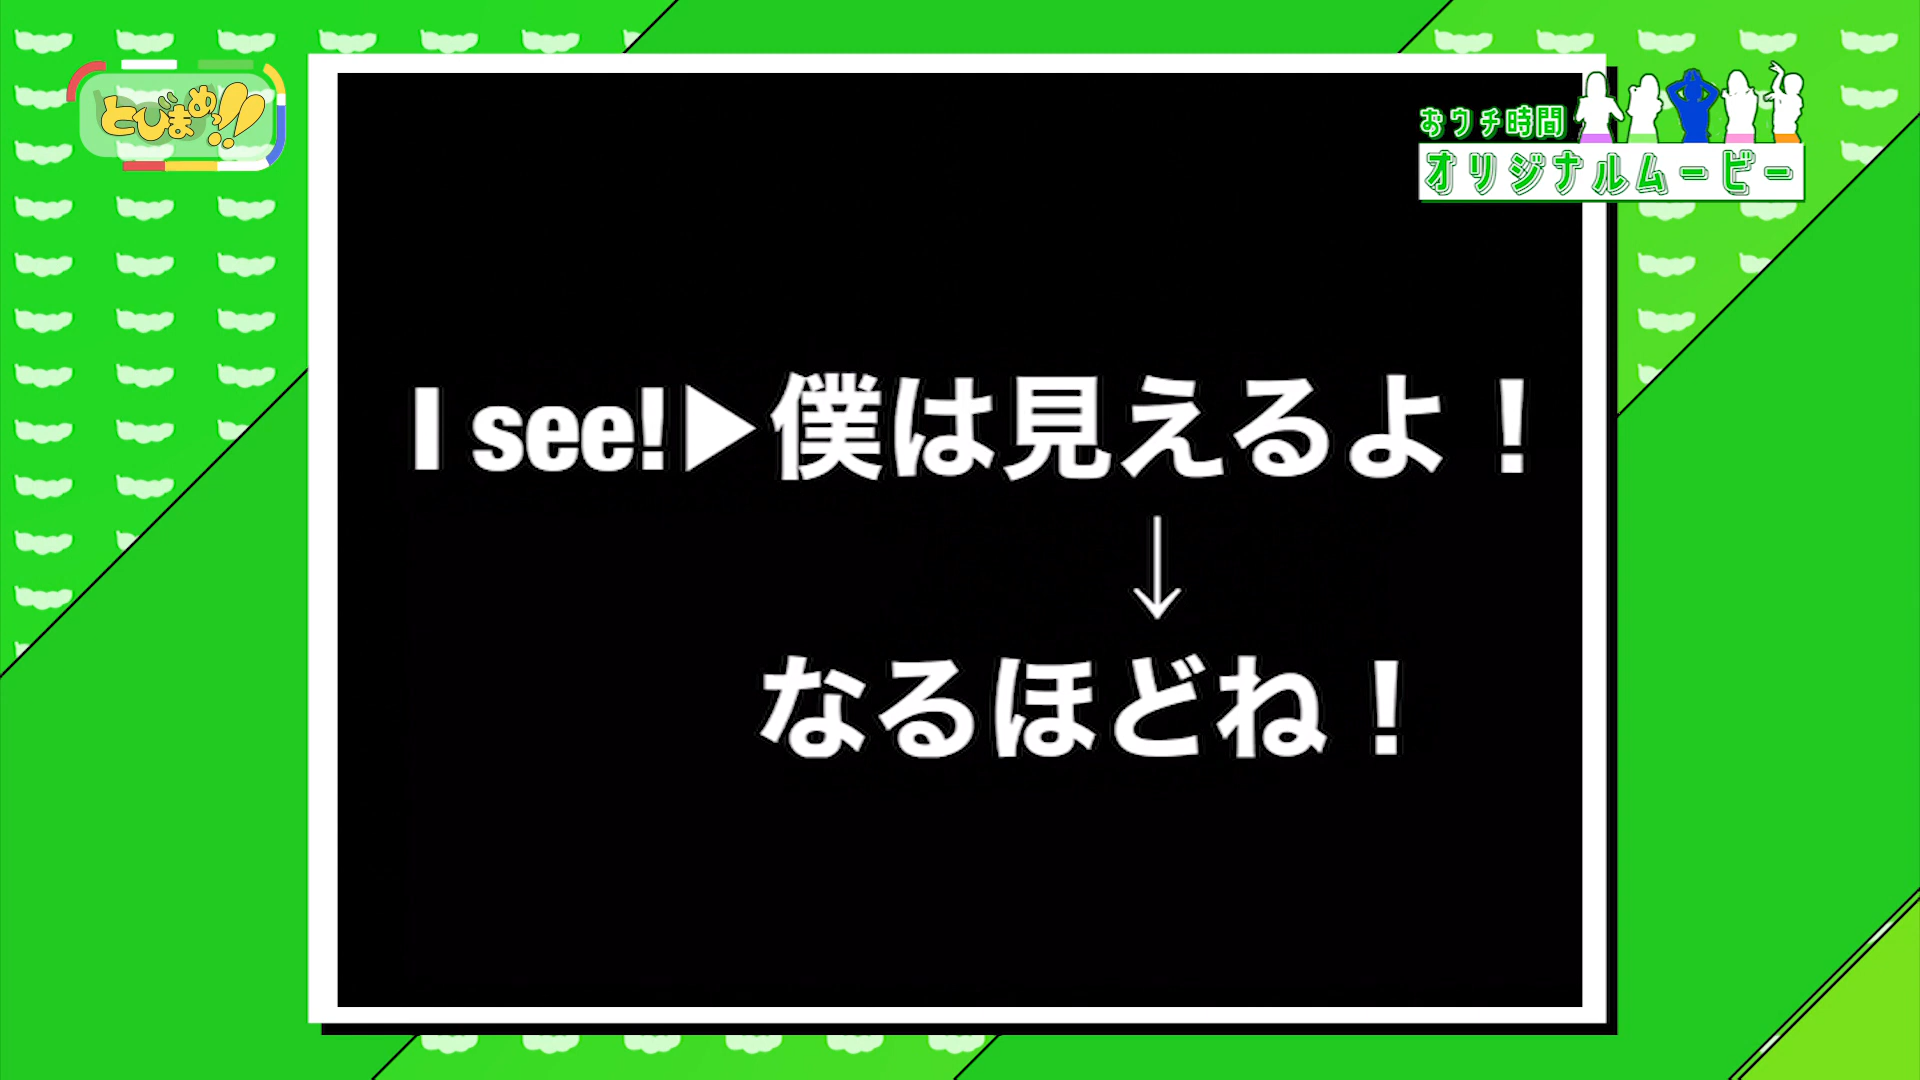 とびまめっ!!
おウチ時間
オリジナルムービー
I see!▶僕は見えるよ！
↓
なるほどね！